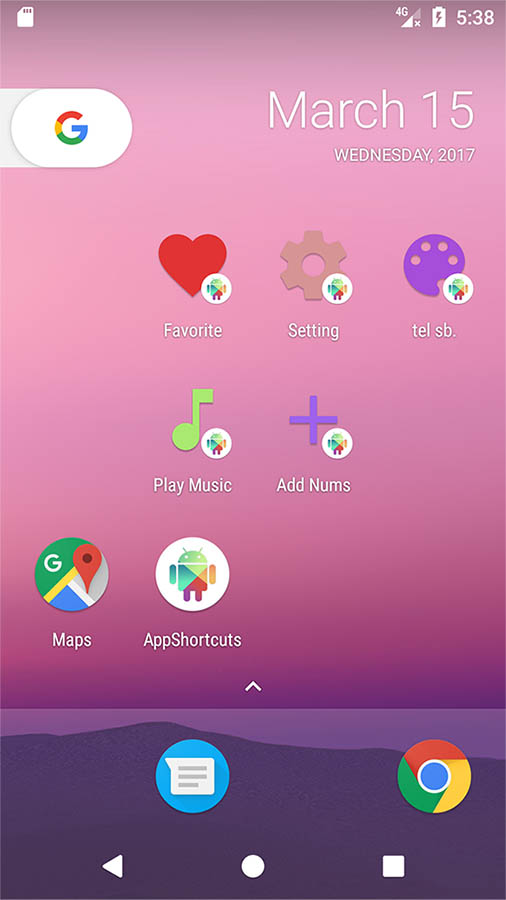 4G
5:38
G
March 15
WEDNESDAY, 2017
Favorite
Setting
tel sb.
Play Music
Add Nums
G
Maps
AppShortcuts